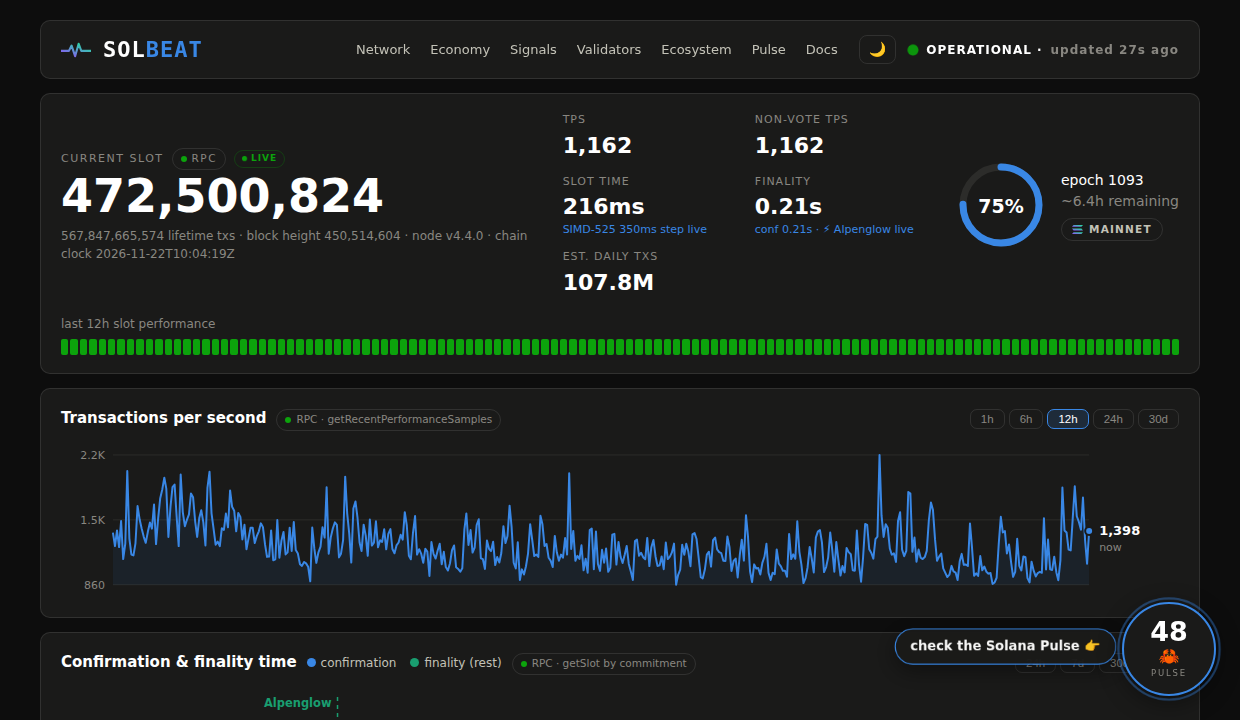 SOLBEAT
Network Economy Signals Validators Ecosystem Pulse Docs
OPERATIONAL · updated 27s ago
CURRENT SLOT RPC LIVE
472,500,824
567,847,665,574 lifetime txs · block height 450,514,604 · node v4.4.0 · chain
clock 2026-11-22T10:04:19Z
TPS
1,162
NON-VOTE TPS
1,162
SLOT TIME
216ms
SIMD-525 350ms step live
FINALITY
0.21s
conf 0.21s · ⚡ Alpenglow live
EST. DAILY TXS
107.8M
75%
epoch 1093
~6.4h remaining
MAINNET
last 12h slot performance
Transactions per second RPC · getRecentPerformanceSamples
1h 6h 12h 24h 30d
2.2K
1.5K
860
1,398
now
Confirmation & finality time confirmation finality (rest) RPC · getSlot by commitment
Alpenglow
check the Solana Pulse 👉
48
🦀
PULSE